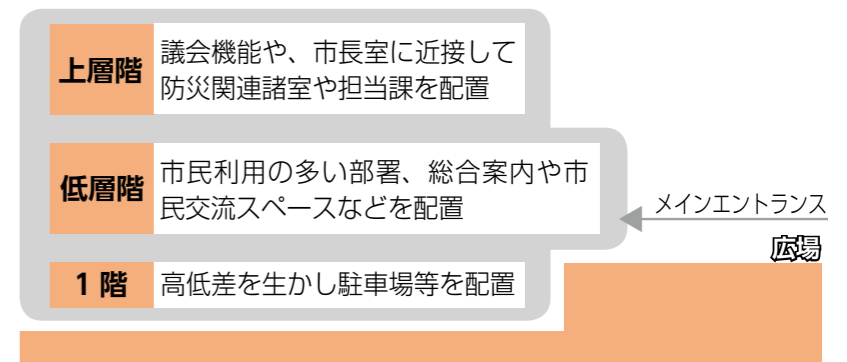 上層階
議会機能や、市長室に近接して
防災関連諸室や担当課を配置
低層階
市民利用の多い部署、総合案内や市
民交流スペースなどを配置
メインエントランス
広場
1 階
高低差を生かし駐車場等を配置